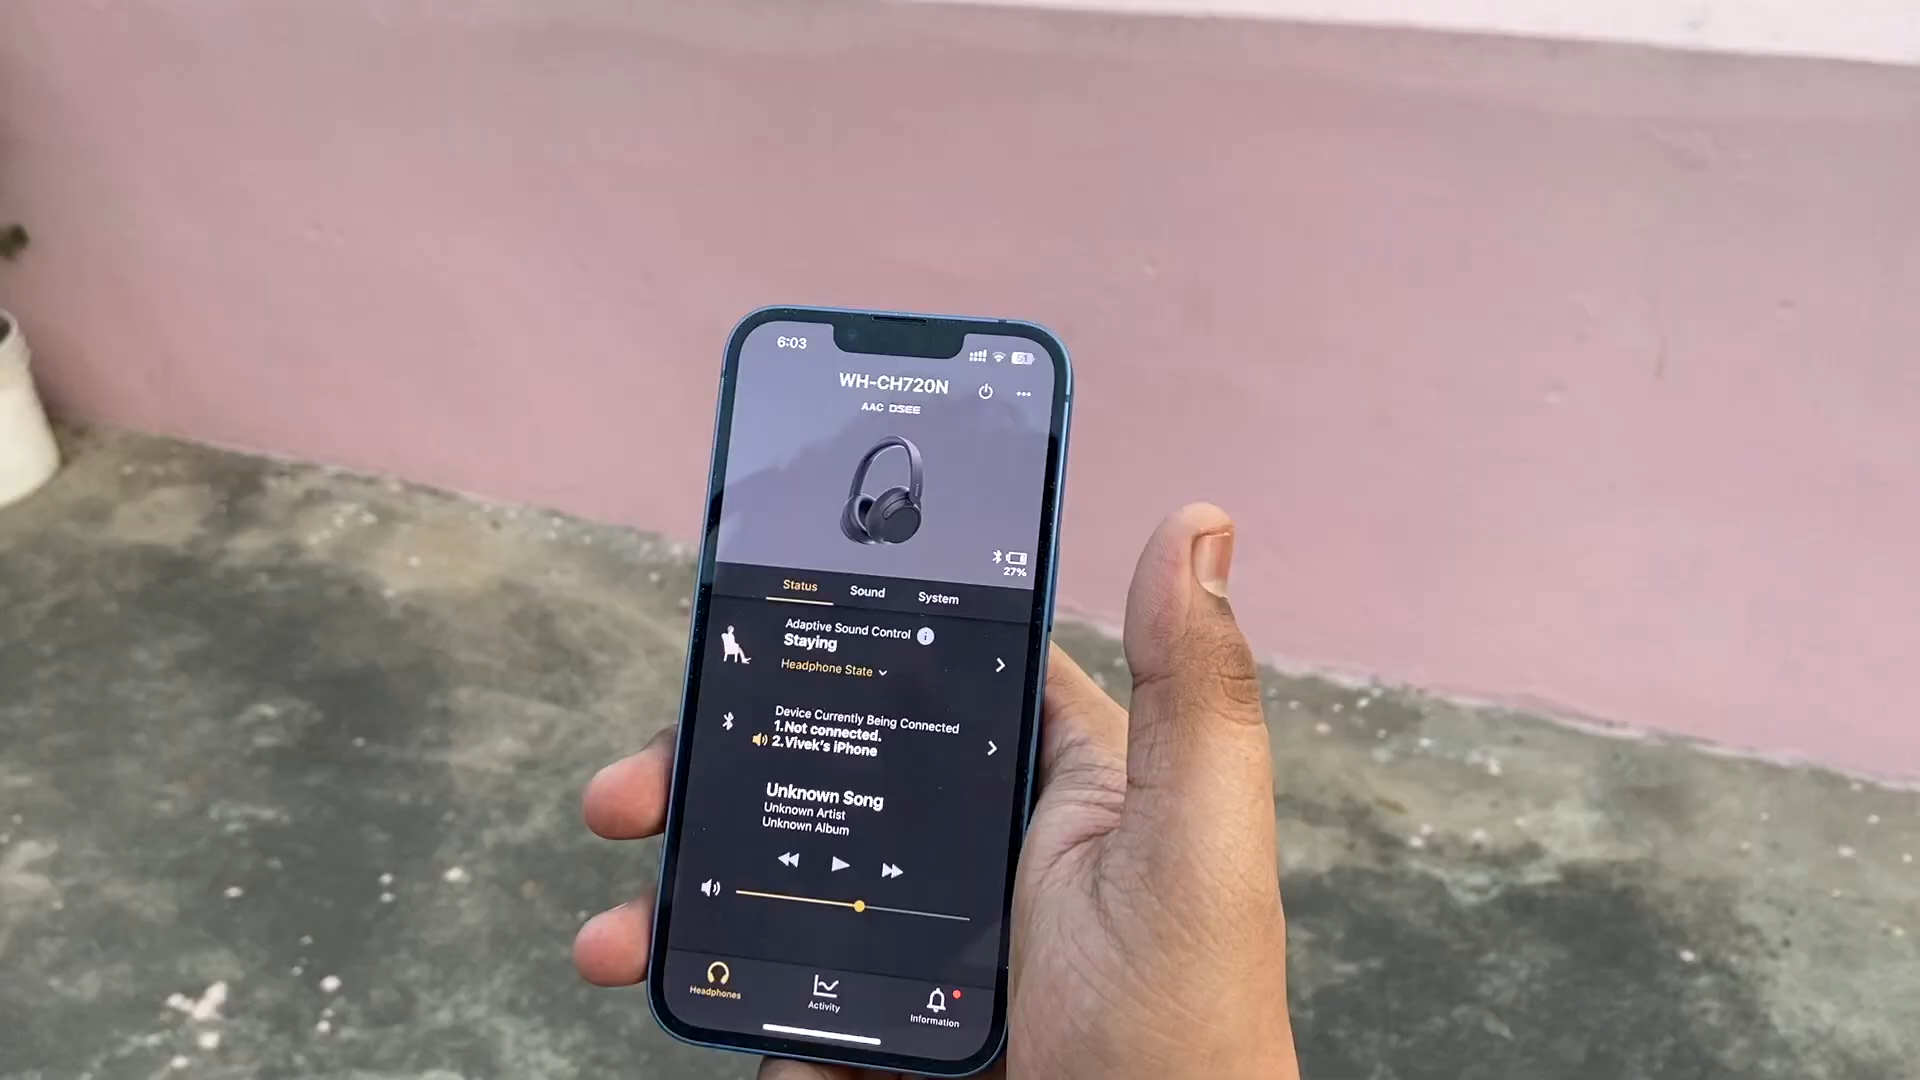 6:03
51
WH-CH720N
AAC DSEE
27%
Status Sound System
Adaptive Sound Control
Staying
Headphone State
Device Currently Being Connected
1.Not connected.
2.Vivek's iPhone
Unknown Song
Unknown Artist
Unknown Album
Headphones Activity Information